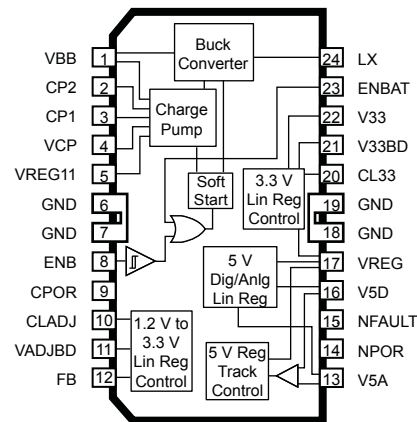 VBB 1
CP2 2
CP1 3
VCP 4
VREG11 5
GND 6
GND 7
ENB 8
CPOR 9
CLADJ 10
VADJBD 11
FB 12
Buck
Converter
Charge
Pump
Soft
Start
3.3 V
Lin Reg
Control
5 V
Dig/Anlg
Lin Reg
1.2 V to
3.3 V
Lin Reg
Control
5 V Reg
Track
Control
24 LX
23 ENBAT
22 V33
21 V33BD
20 CL33
19 GND
18 GND
17 VREG
16 V5D
15 NFAULT
14 NPOR
13 V5A